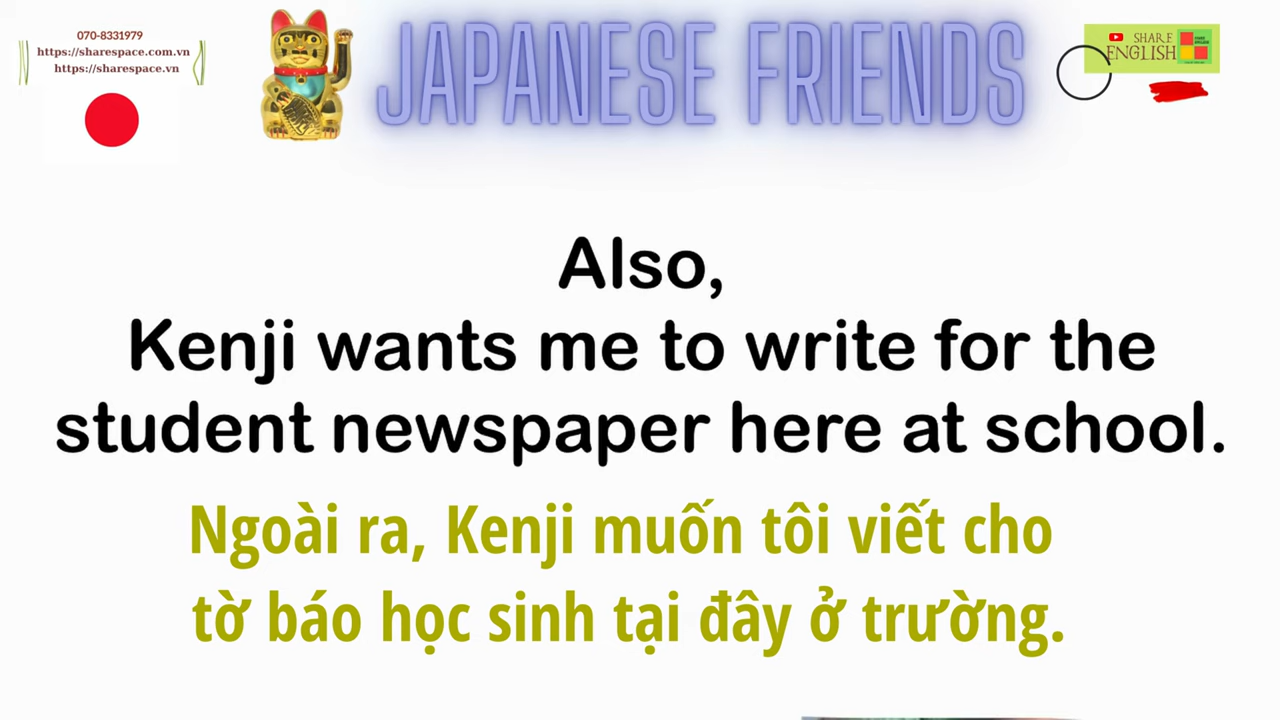 070-8331979
https://sharespace.com.vn
https://sharespace.vn
JAPANESE FRIENDS
SHARE
ENGLISH
Also,
Kenji wants me to write for the
student newspaper here at school.
Ngoài ra, Kenji muốn tôi viết cho
tờ báo học sinh tại đây ở trường.